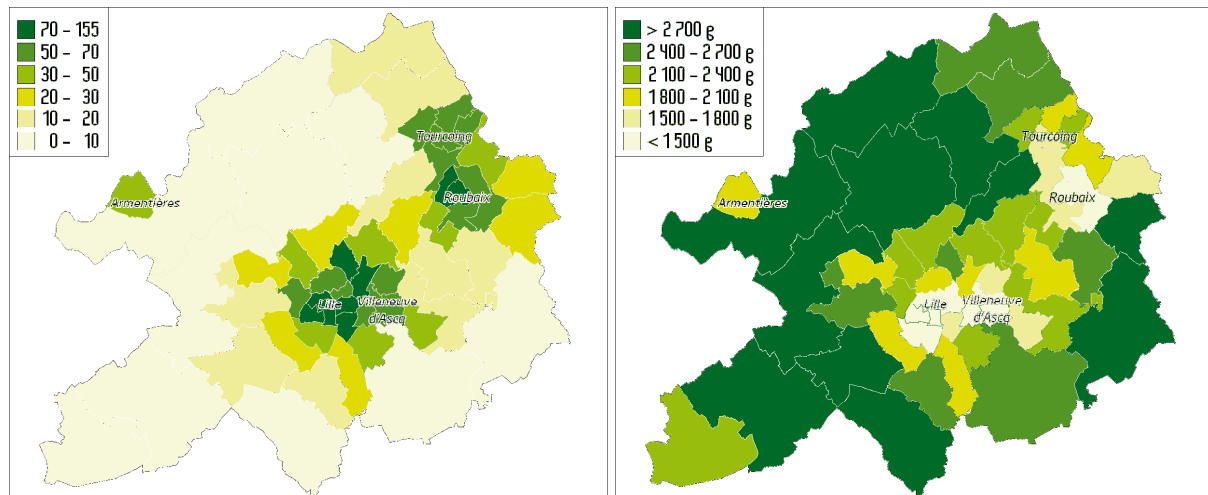 70 - 155
50 - 70
30 - 50
20 - 30
10 - 20
0 - 10
Tourcoing
Roubaix
Armentières
Lille
Villeneuve
d'Ascq
> 2 700 g
2 400 - 2 700 g
2 100 - 2 400 g
1 800 - 2 100 g
1 500 - 1 800 g
< 1 500 g
Tourcoing
Roubaix
Armentières
Lille
Villeneuve
d'Ascq